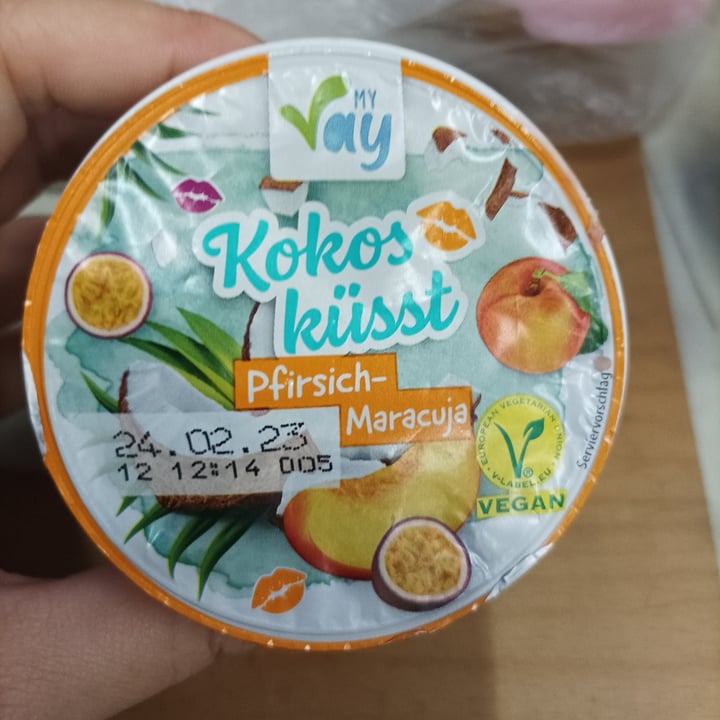 MY
Vay
Kokos
küsst
Pfirsich-
Maracuja
24.02.23
12 12:14 005
EUROPEAN VEGETARIAN UNION
V-LABEL.EU
®
VEGAN
Serviervorschlag